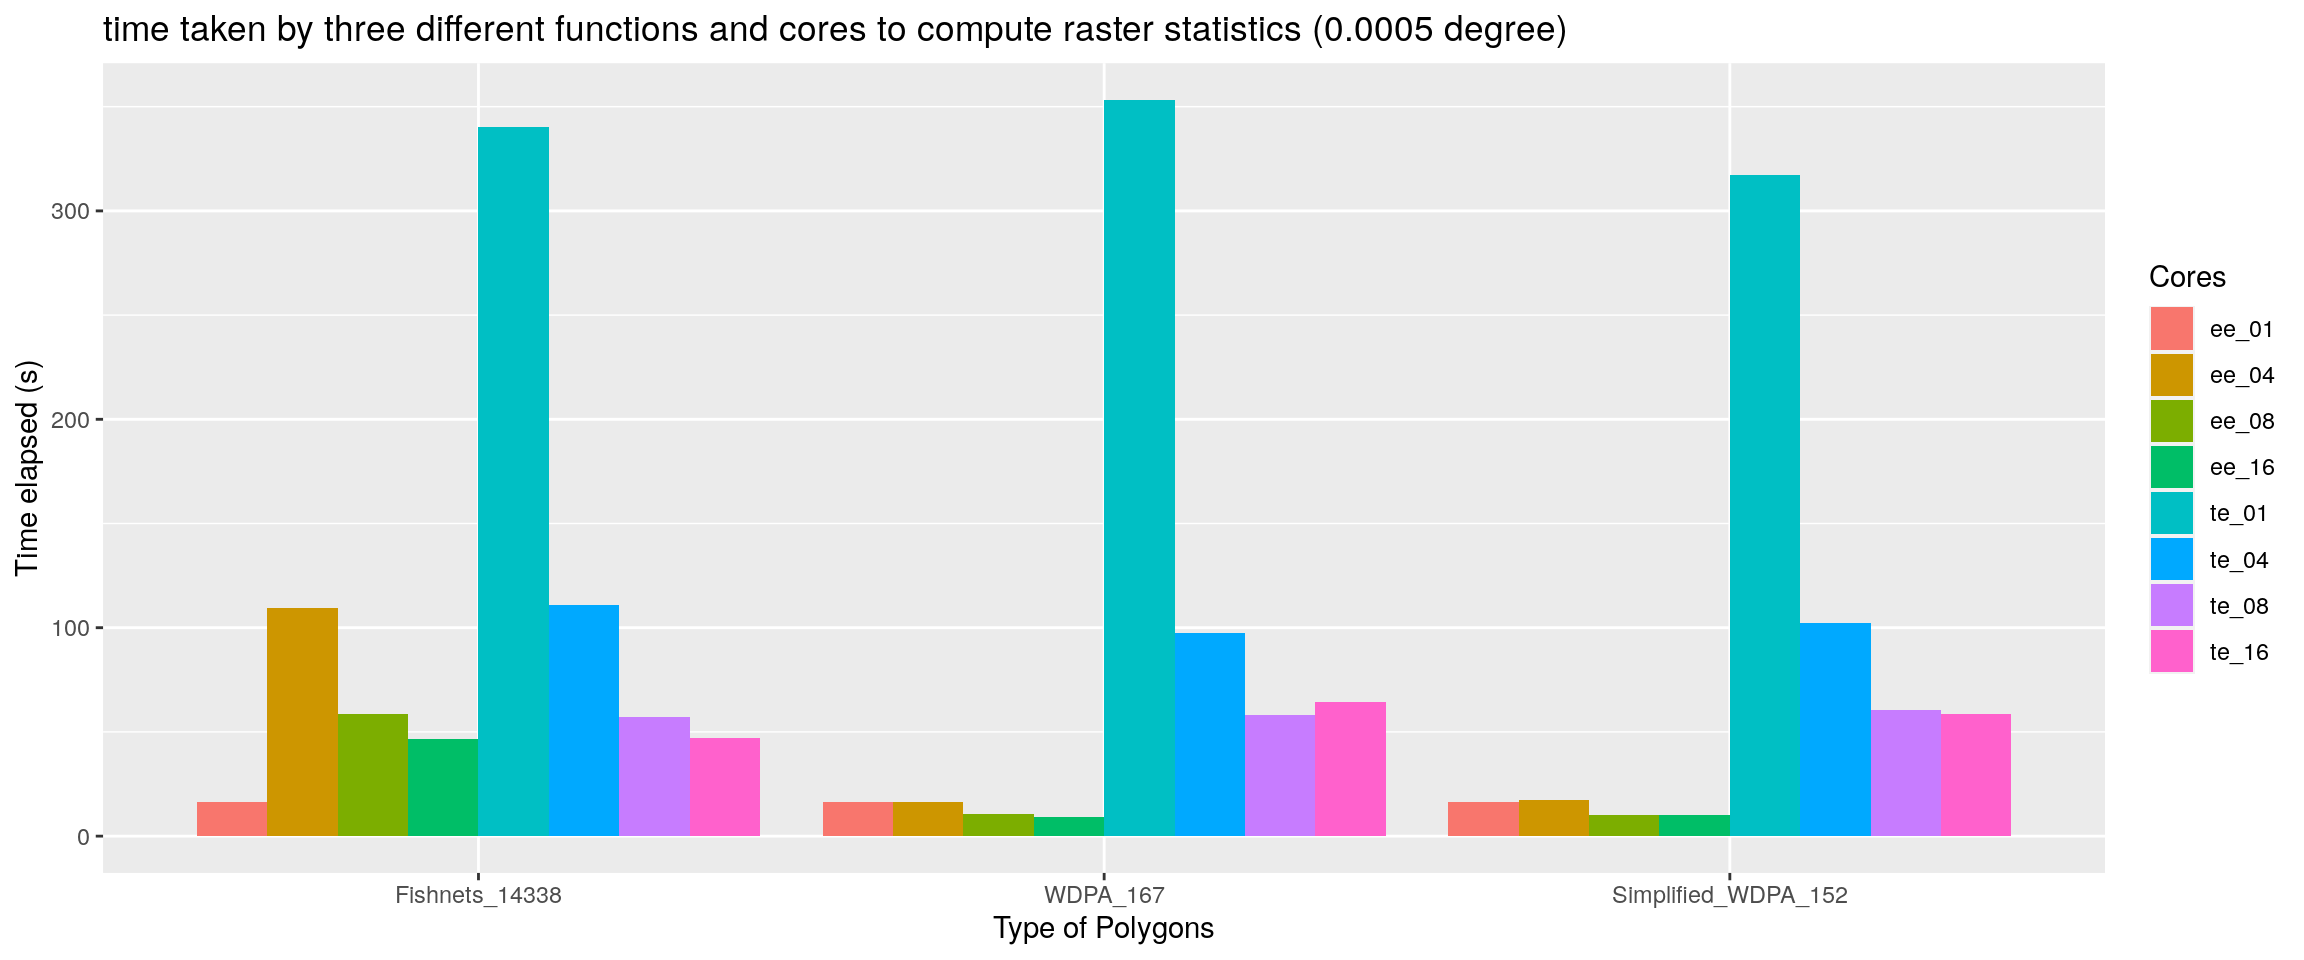 time taken by three different functions and cores to compute raster statistics (0.0005 degree)
Time elapsed (s)
300
200
100
0
Fishnets_14338
WDPA_167
Simplified_WDPA_152
Type of Polygons
Cores
ee_01
ee_04
ee_08
ee_16
te_01
te_04
te_08
te_16